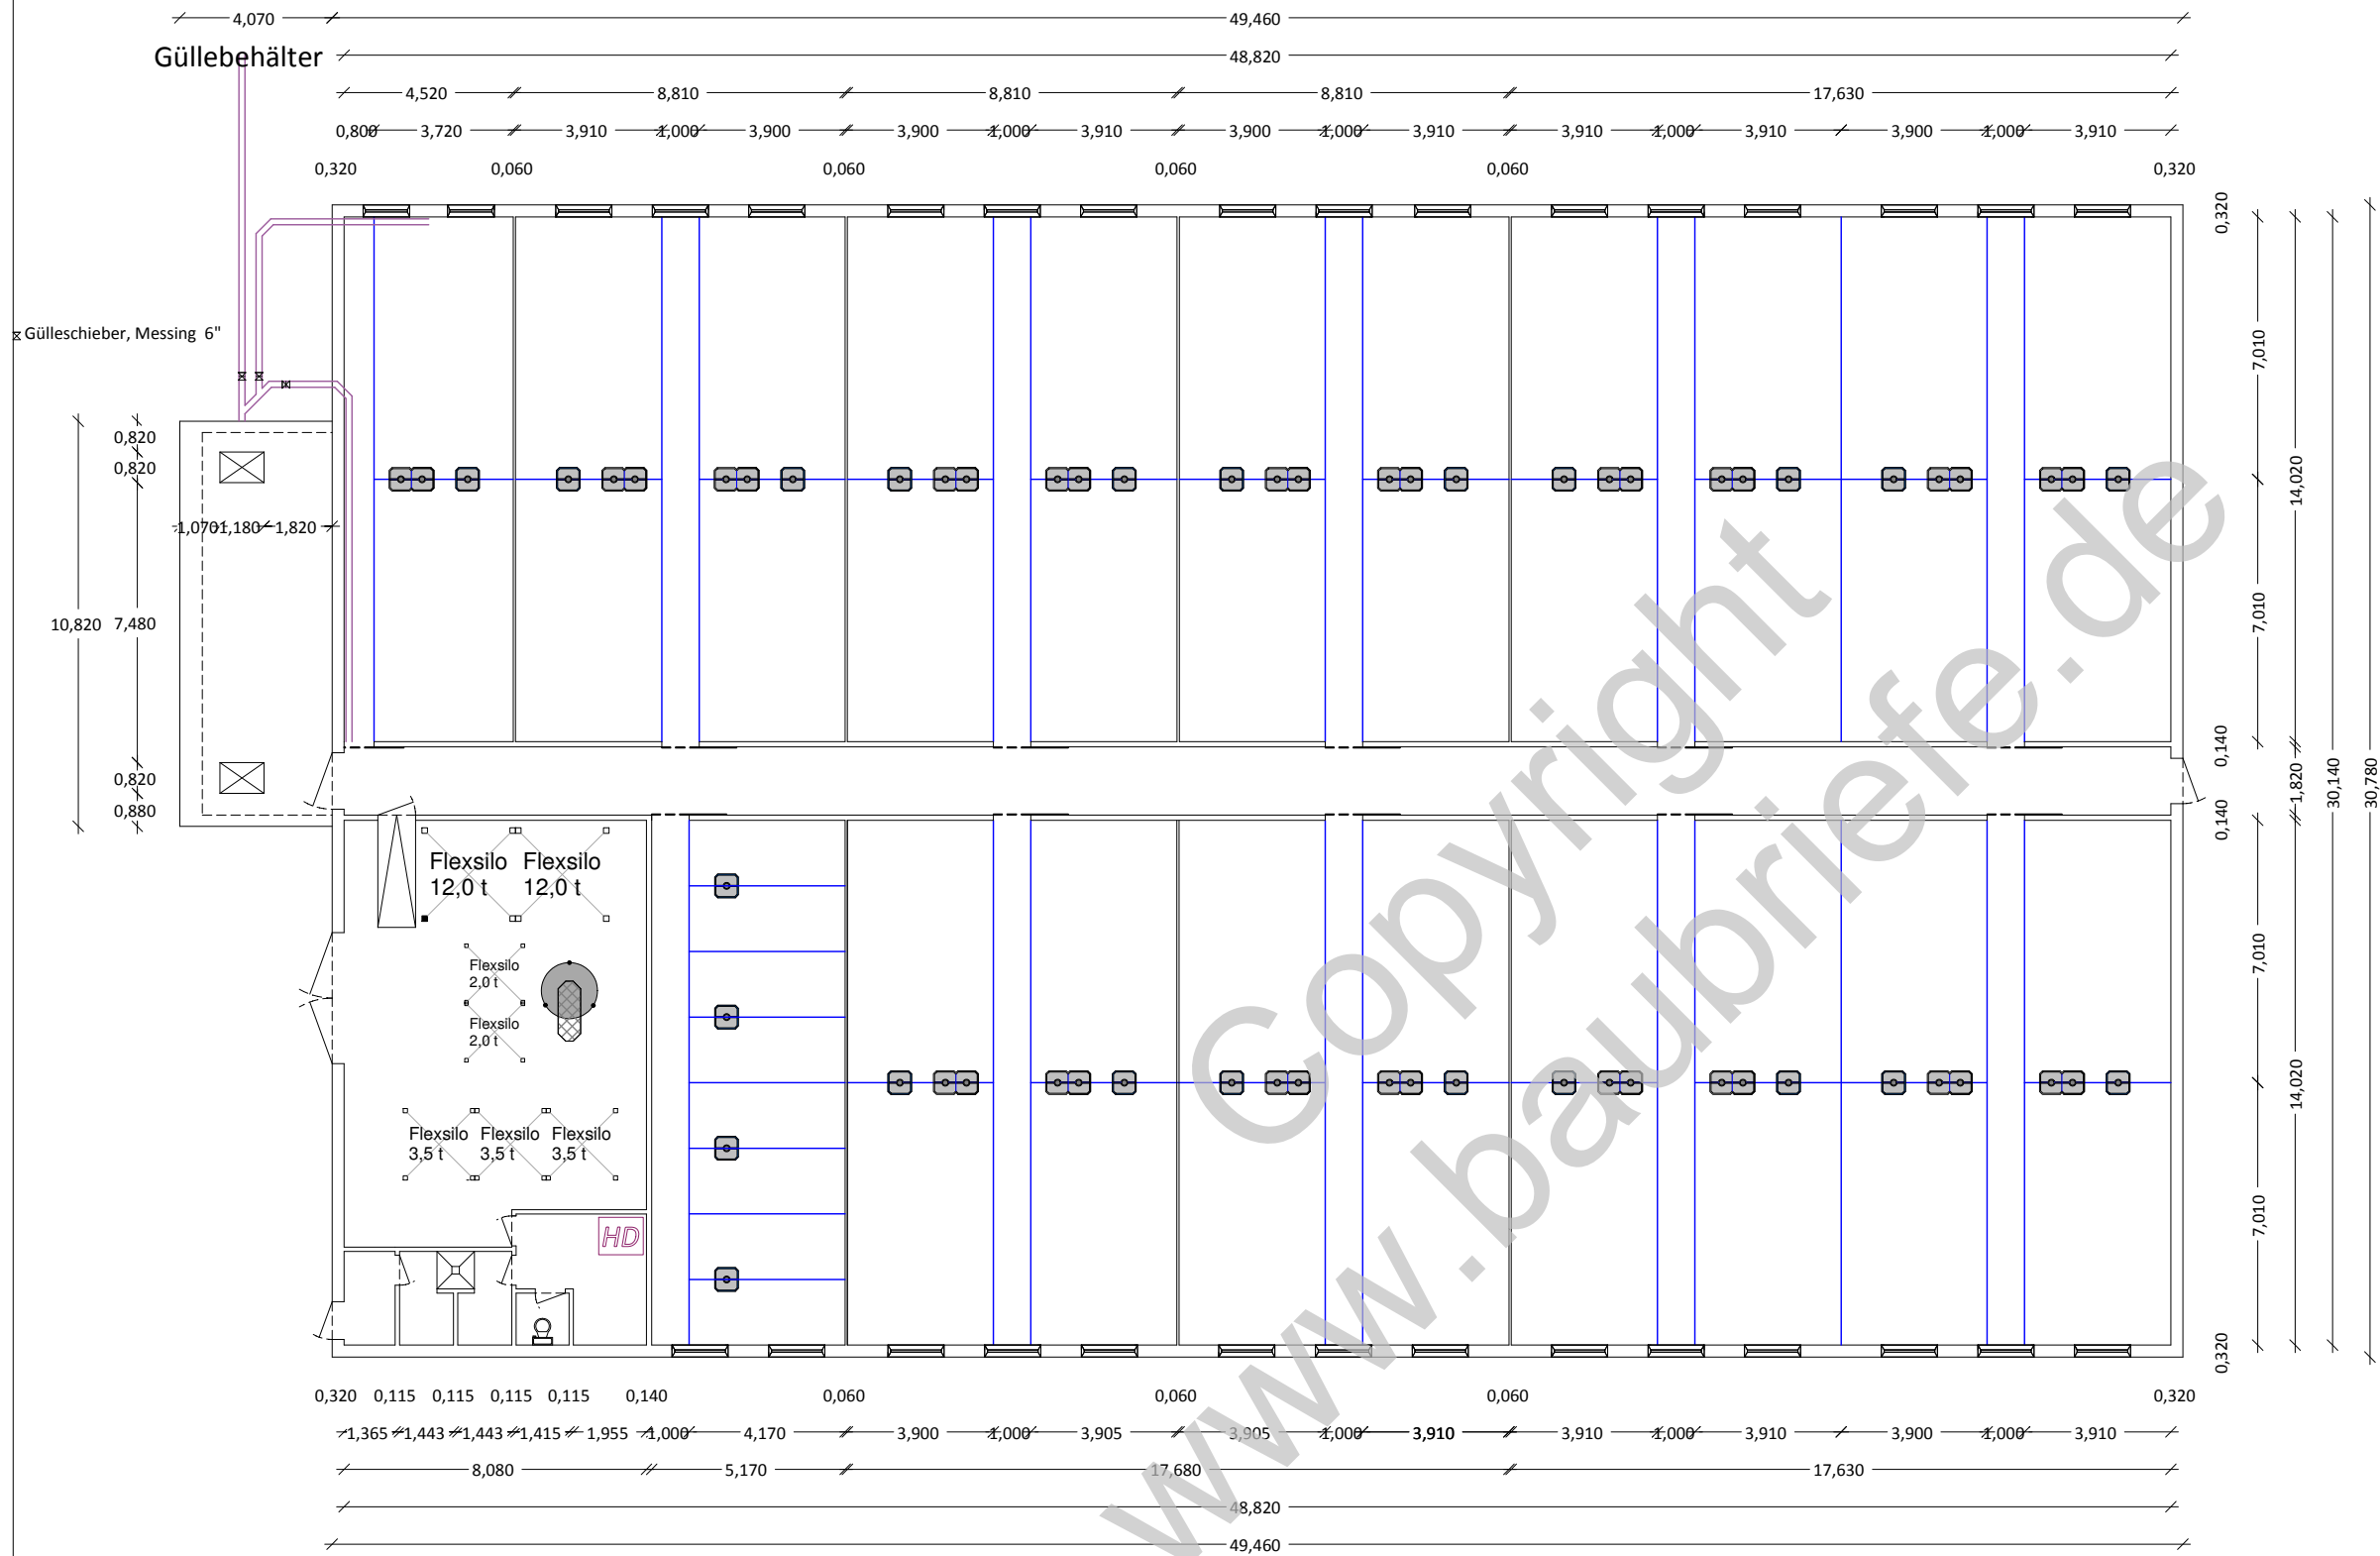 4,070
49,460
Güllebehälter
48,820
4,520 8,810 8,810 8,810 17,630
0,800 3,720 3,910 1,000 3,900 3,900 1,000 3,910 3,900 1,000 3,910 3,910 1,000 3,910 3,900 1,000 3,910
0,320 0,060 0,060 0,060 0,060 0,320
0,320
Gülleschieber, Messing 6"
7,010
14,020
7,010
0,140
1,820
30,140
30,780
0,140
0,820
0,820
1,070 1,180 1,820
10,820 7,480
0,820
0,880
Flexsilo
12,0 t
Flexsilo
12,0 t
Flexsilo
2,0 t
Flexsilo
2,0 t
Flexsilo
3,5 t
Flexsilo
3,5 t
Flexsilo
3,5 t
HD
7,010
14,020
7,010
0,320
Copyright
www.baubriefe.de
0,320 0,115 0,115 0,115 0,115 0,140 0,060 0,060 0,060 0,320
1,365 1,443 1,443 1,415 1,955 1,000 4,170 3,900 1,000 3,905 3,905 1,000 3,910 3,910 1,000 3,910 3,900 1,000 3,910
8,080 5,170 17,680 17,630
48,820
49,460